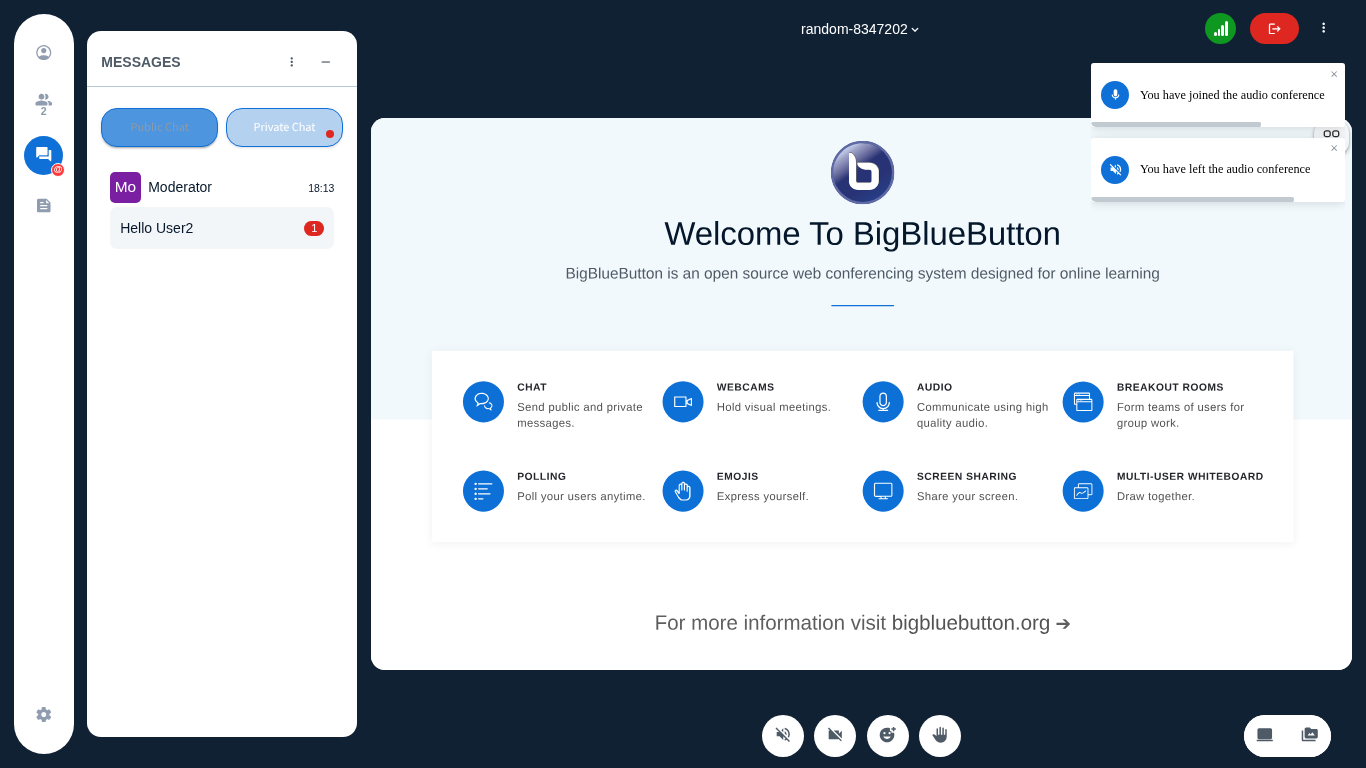 random-8347202
MESSAGES
2
@
Public Chat
Private Chat
Mo
Moderator
18:13
Hello User2
1
You have joined the audio conference
You have left the audio conference
Welcome To BigBlueButton
BigBlueButton is an open source web conferencing system designed for online learning
CHAT
Send public and private
messages.
WEBCAMS
Hold visual meetings.
AUDIO
Communicate using high
quality audio.
BREAKOUT ROOMS
Form teams of users for
group work.
POLLING
Poll your users anytime.
EMOJIS
Express yourself.
SCREEN SHARING
Share your screen.
MULTI-USER WHITEBOARD
Draw together.
For more information visit bigbluebutton.org ➔